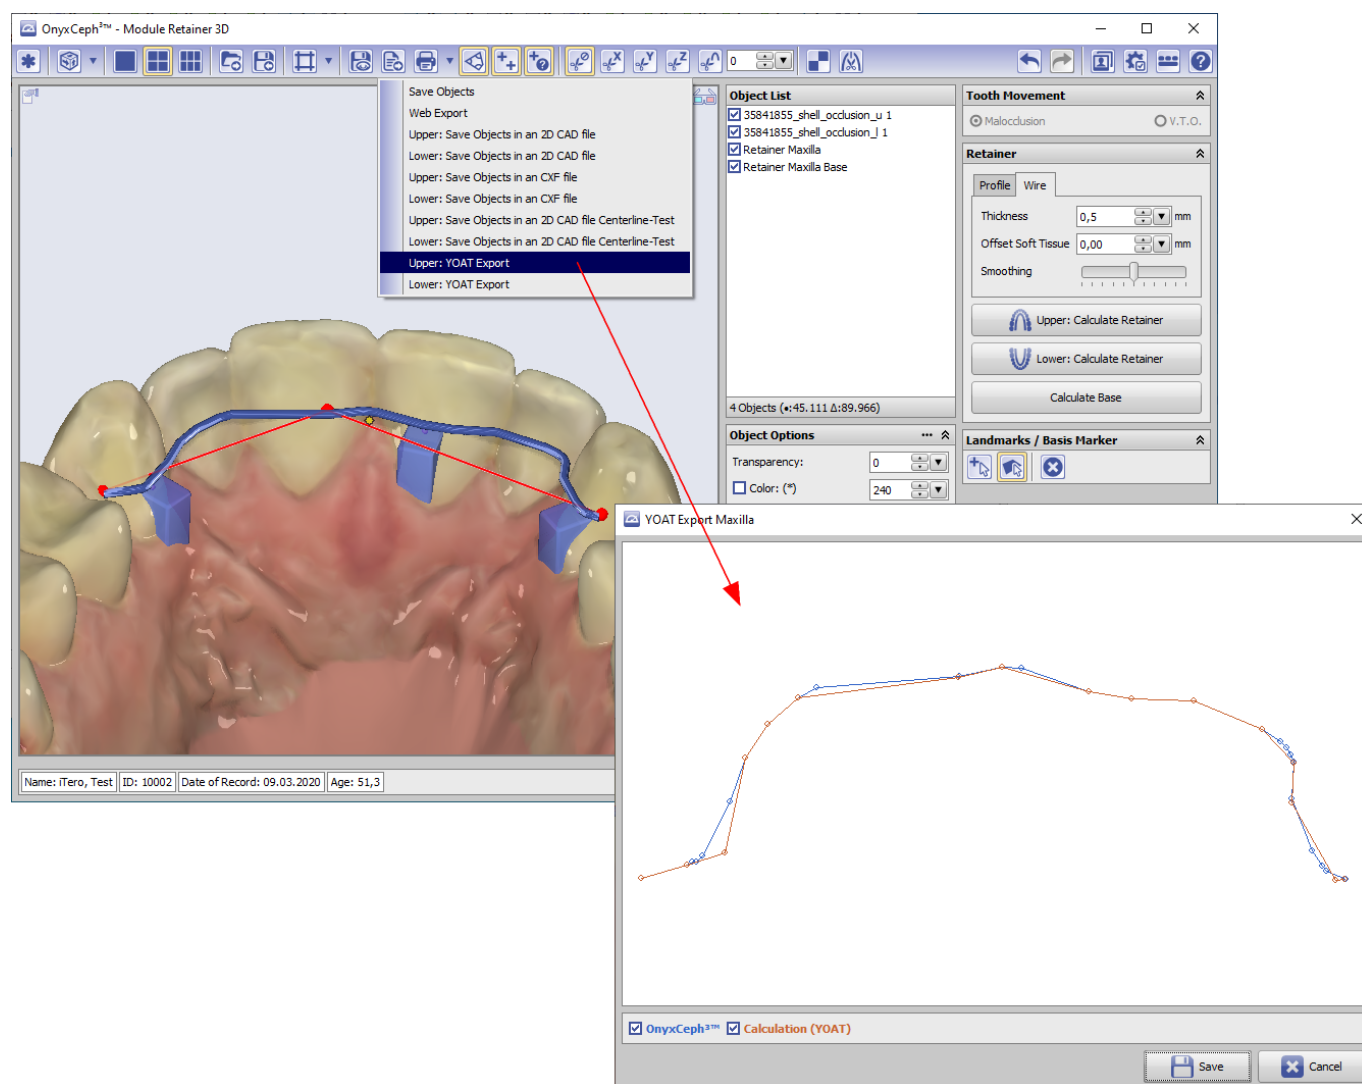 OnyxCeph³™ - Module Retainer 3D
0
Save Objects
Web Export
Upper: Save Objects in an 2D CAD file
Lower: Save Objects in an 2D CAD file
Upper: Save Objects in an CXF file
Lower: Save Objects in an CXF file
Upper: Save Objects in an 2D CAD file Centerline-Test
Lower: Save Objects in an 2D CAD file Centerline-Test
Upper: YOAT Export
Lower: YOAT Export
Object List
35841855_shell_occlusion_u 1
35841855_shell_occlusion_l 1
Retainer Maxilla
Retainer Maxilla Base
4 Objects (•:45.111 Δ:89.966)
Object Options
Transparency: 0
Color: (*) 240
Tooth Movement
Malocclusion V.T.O.
Retainer
Profile Wire
Thickness 0,5 mm
Offset Soft Tissue 0,00 mm
Smoothing
Upper: Calculate Retainer
Lower: Calculate Retainer
Calculate Base
Landmarks / Basis Marker
Name: iTero, Test ID: 10002 Date of Record: 09.03.2020 Age: 51,3
YOAT Export Maxilla
OnyxCeph³™ Calculation (YOAT)
Save Cancel